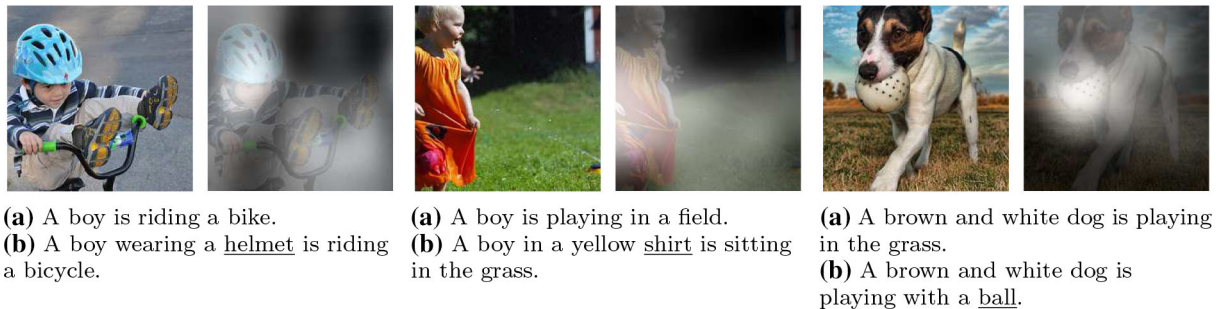 (a) A boy is riding a bike.
(b) A boy wearing a helmet is riding
a bicycle.
(a) A boy is playing in a field.
(b) A boy in a yellow shirt is sitting
in the grass.
(a) A brown and white dog is playing
in the grass.
(b) A brown and white dog is
playing with a ball.